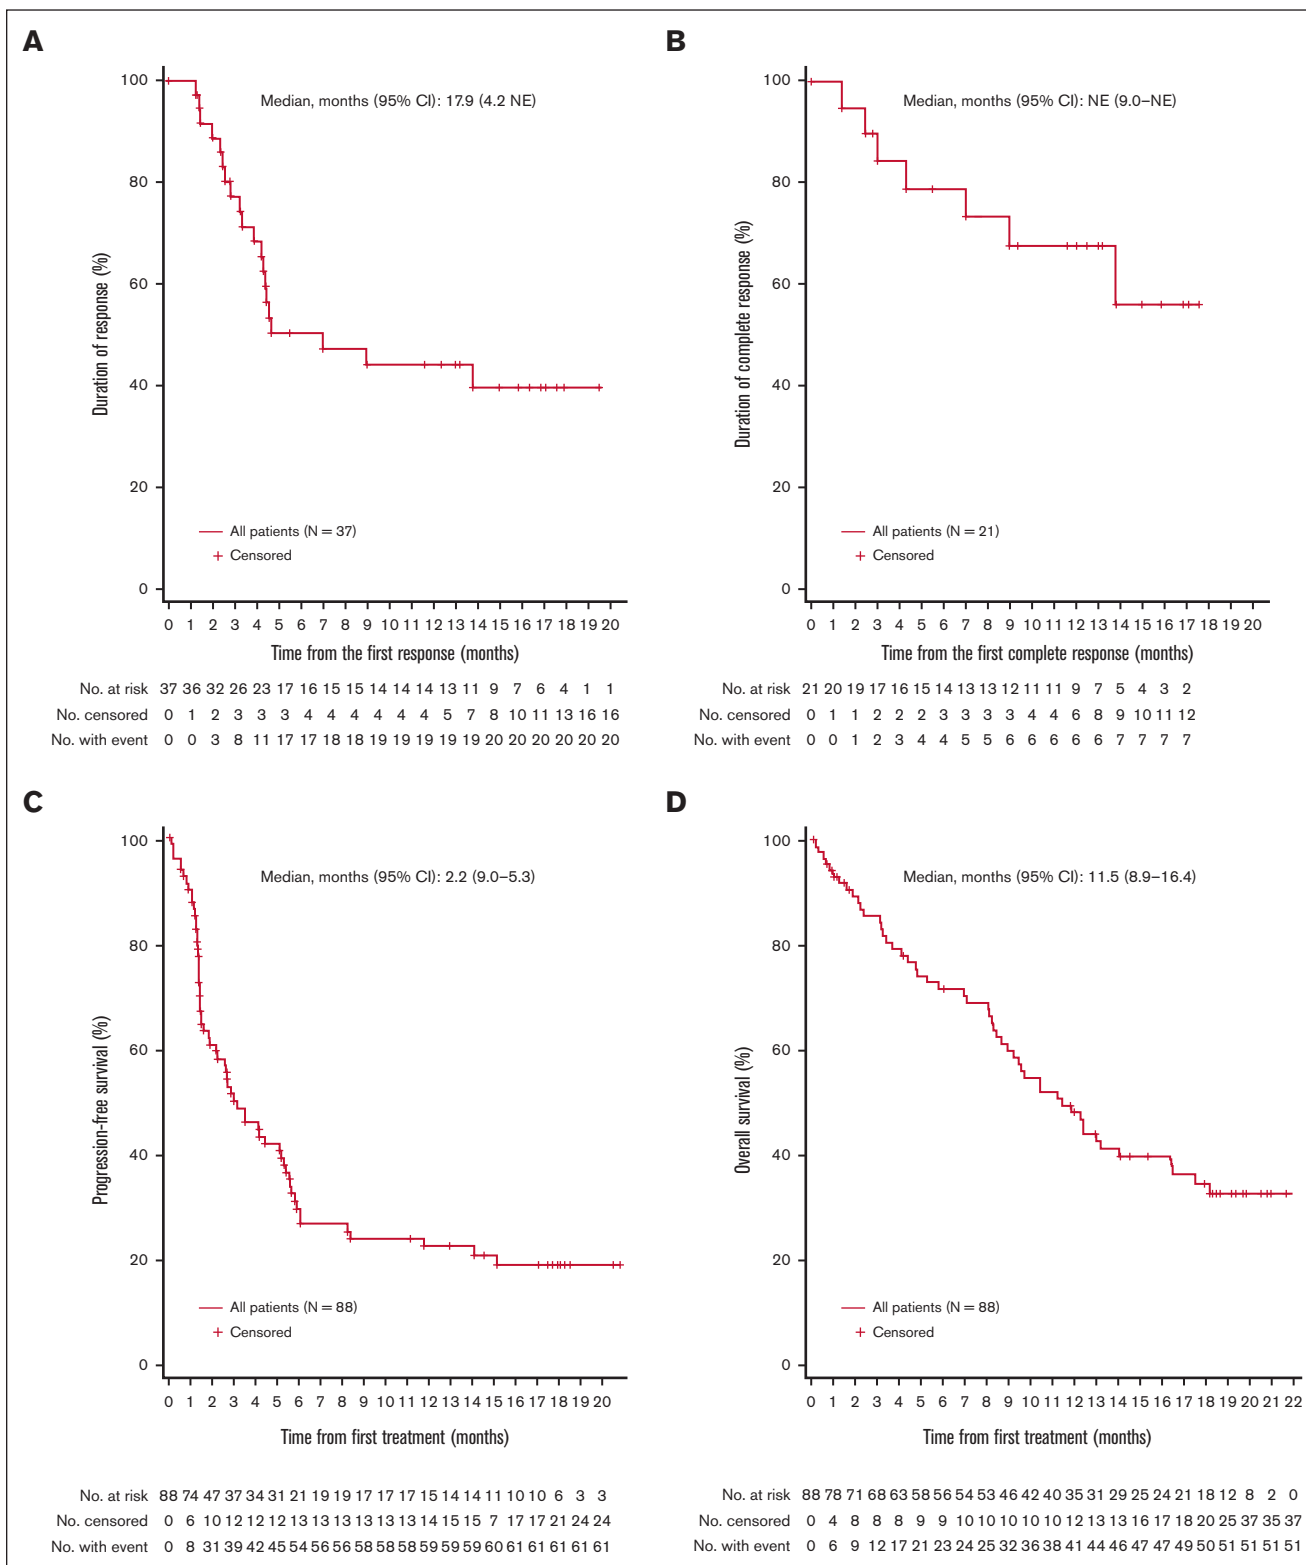 A
100
80
60
40
20
0
Duration of response (%)
Median, months (95% CI): 17.9 (4.2 NE)
All patients (N = 37)
Censored
0 1 2 3 4 5 6 7 8 9 10 11 12 13 14 15 16 17 18 19 20
Time from the first response (months)
No. at risk 37 36 32 26 23 17 16 15 15 14 14 14 13 11 9 7 6 4 1 1
No. censored 0 1 2 3 3 3 4 4 4 4 4 4 5 7 8 10 11 13 16 16
No. with event 0 0 3 8 11 17 17 18 18 19 19 19 19 19 20 20 20 20 20 20
B
100
80
60
40
20
0
Duration of complete response (%)
Median, months (95% CI): NE (9.0–NE)
All patients (N = 21)
Censored
0 1 2 3 4 5 6 7 8 9 10 11 12 13 14 15 16 17 18 19 20
Time from the first complete response (months)
No. at risk 21 20 19 17 16 15 14 13 13 12 11 11 9 7 5 4 3 2
No. censored 0 1 1 2 2 2 3 3 3 3 4 4 6 8 9 10 11 12
No. with event 0 0 1 2 3 4 4 5 5 6 6 6 6 6 7 7 7 7
C
100
80
60
40
20
0
Progression-free survival (%)
Median, months (95% CI): 2.2 (9.0–5.3)
All patients (N = 88)
Censored
0 1 2 3 4 5 6 7 8 9 10 11 12 13 14 15 16 17 18 19 20
Time from first treatment (months)
No. at risk 88 74 47 37 34 31 21 19 19 17 17 17 15 14 14 11 10 10 6 3 3
No. censored 0 6 10 12 12 12 13 13 13 13 13 13 14 15 15 7 17 17 21 24 24
No. with event 0 8 31 39 42 45 54 56 56 58 58 58 59 59 59 60 61 61 61 61 61
D
100
80
60
40
20
0
Overall survival (%)
Median, months (95% CI): 11.5 (8.9–16.4)
All patients (N = 88)
Censored
0 1 2 3 4 5 6 7 8 9 10 11 12 13 14 15 16 17 18 19 20 21 22
Time from first treatment (months)
No. at risk 88 78 71 68 63 58 56 54 53 46 42 40 35 31 29 25 24 21 18 12 8 2 0
No. censored 0 4 8 8 8 9 9 10 10 10 10 10 12 13 13 16 17 18 20 25 37 35 37
No. with event 0 6 9 12 17 21 23 24 25 32 36 38 41 44 46 47 47 49 50 51 51 51 51